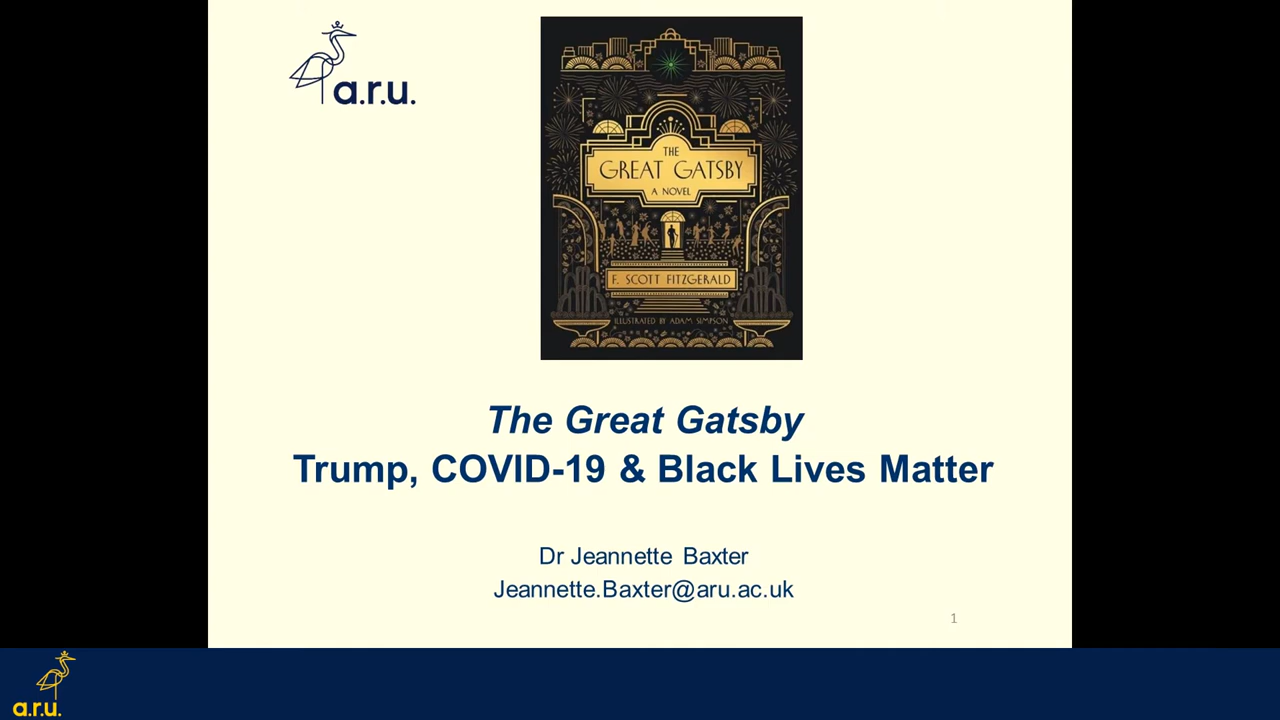 a.r.u.
THE
GREAT GATSBY
A NOVEL
F. SCOTT FITZGERALD
ILLUSTRATED BY ADAM SIMPSON
The Great Gatsby
Trump, COVID-19 & Black Lives Matter
Dr Jeannette Baxter
Jeannette.Baxter@aru.ac.uk
1
a.r.u.